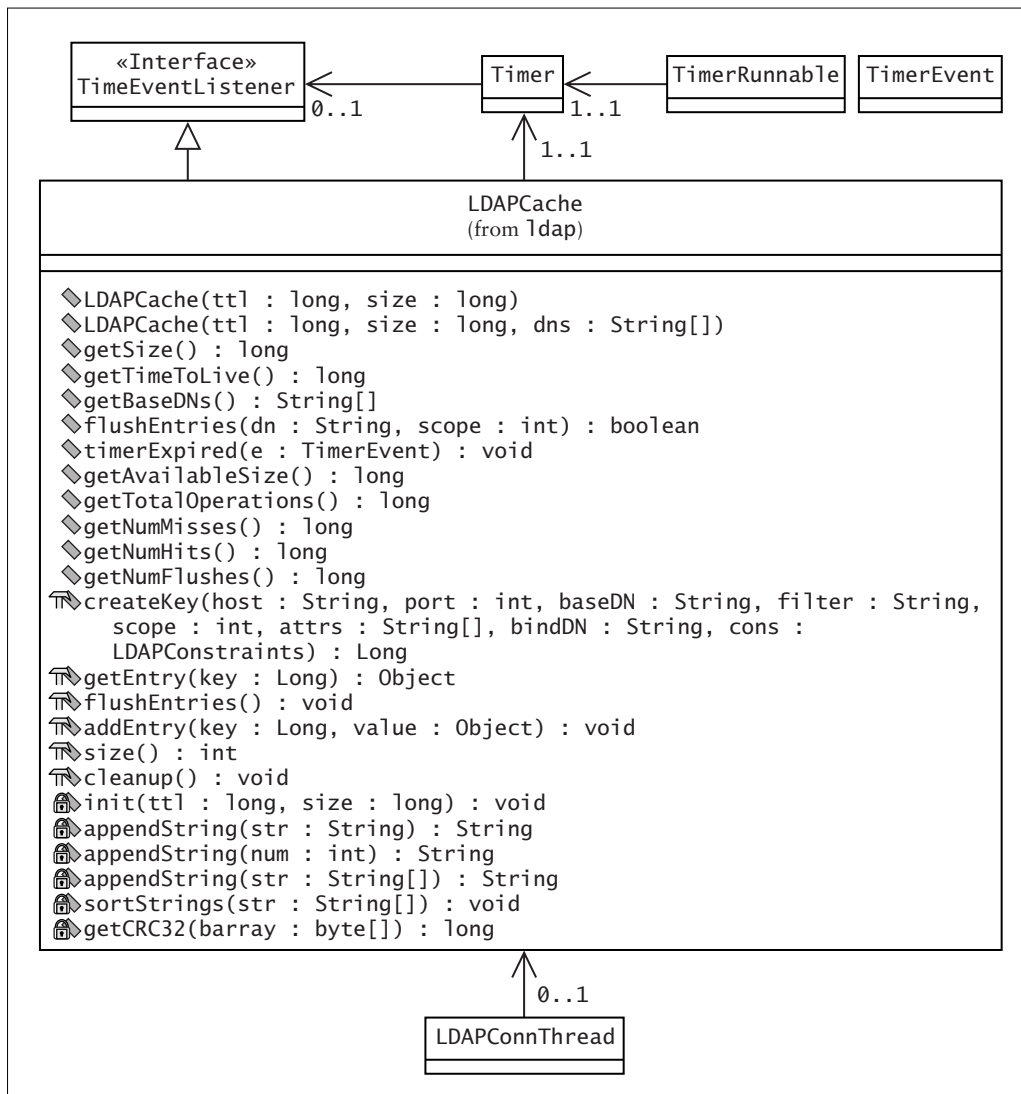 «Interface»
TimeEventListener
Timer
TimerRunnable
TimerEvent
0..1
1..1
1..1
LDAPCache
(from ldap)
LDAPCache(ttl : long, size : long)
LDAPCache(ttl : long, size : long, dns : String[])
getSize() : long
getTimeToLive() : long
getBaseDNs() : String[]
flushEntries(dn : String, scope : int) : boolean
timerExpired(e : TimerEvent) : void
getAvailableSize() : long
getTotalOperations() : long
getNumMisses() : long
getNumHits() : long
getNumFlushes() : long
createKey(host : String, port : int, baseDN : String, filter : String,
scope : int, attrs : String[], bindDN : String, cons :
LDAPConstraints) : Long
getEntry(key : Long) : Object
flushEntries() : void
addEntry(key : Long, value : Object) : void
size() : int
cleanup() : void
init(ttl : long, size : long) : void
appendString(str : String) : String
appendString(num : int) : String
appendString(str : String[]) : String
sortStrings(str : String[]) : void
getCRC32(barray : byte[]) : long
0..1
LDAPConnThread